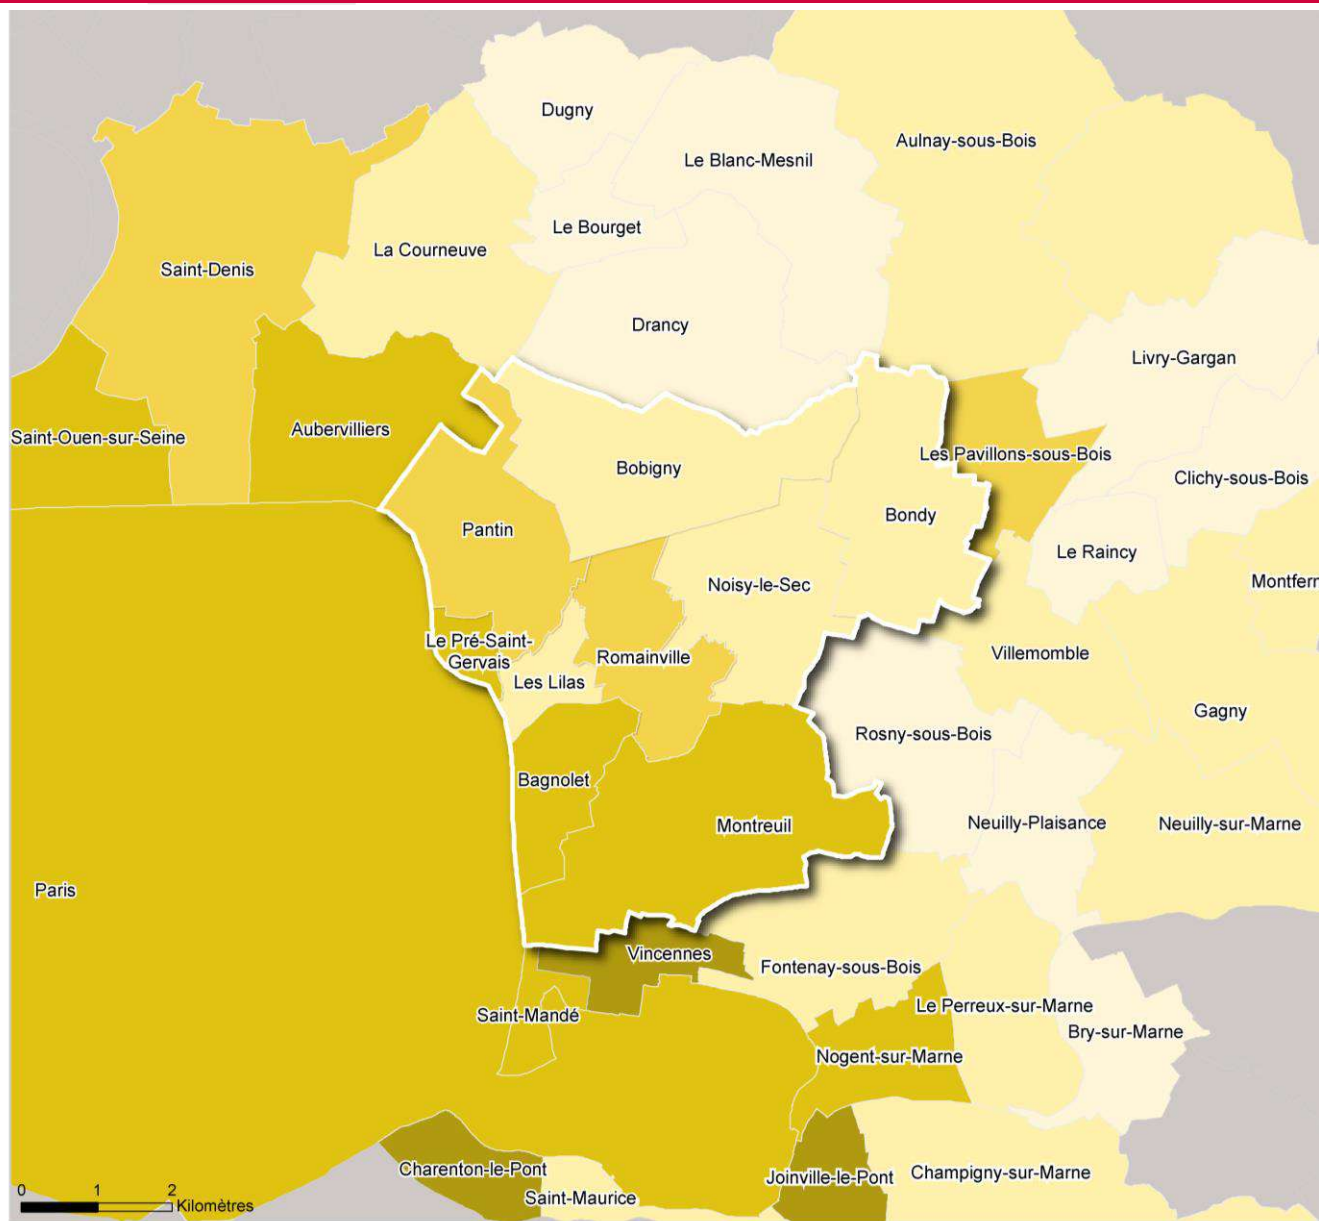 Dugny
Aulnay-sous-Bois
Le Blanc-Mesnil
Le Bourget
La Courneuve
Saint-Denis
Drancy
Livry-Gargan
Aubervilliers
Saint-Ouen-sur-Seine
Les Pavillons-sous-Bois
Bobigny
Clichy-sous-Bois
Bondy
Pantin
Le Raincy
Noisy-le-Sec
Montfern
Le Pré-Saint-
Gervais
Romainville
Villemomble
Les Lilas
Gagny
Rosny-sous-Bois
Bagnolet
Montreuil
Neuilly-Plaisance
Neuilly-sur-Marne
Paris
Vincennes
Fontenay-sous-Bois
Le Perreux-sur-Marne
Saint-Mandé
Bry-sur-Marne
Nogent-sur-Marne
Charenton-le-Pont
Joinville-le-Pont
Champigny-sur-Marne
Saint-Maurice
0 1 2
Kilomètres